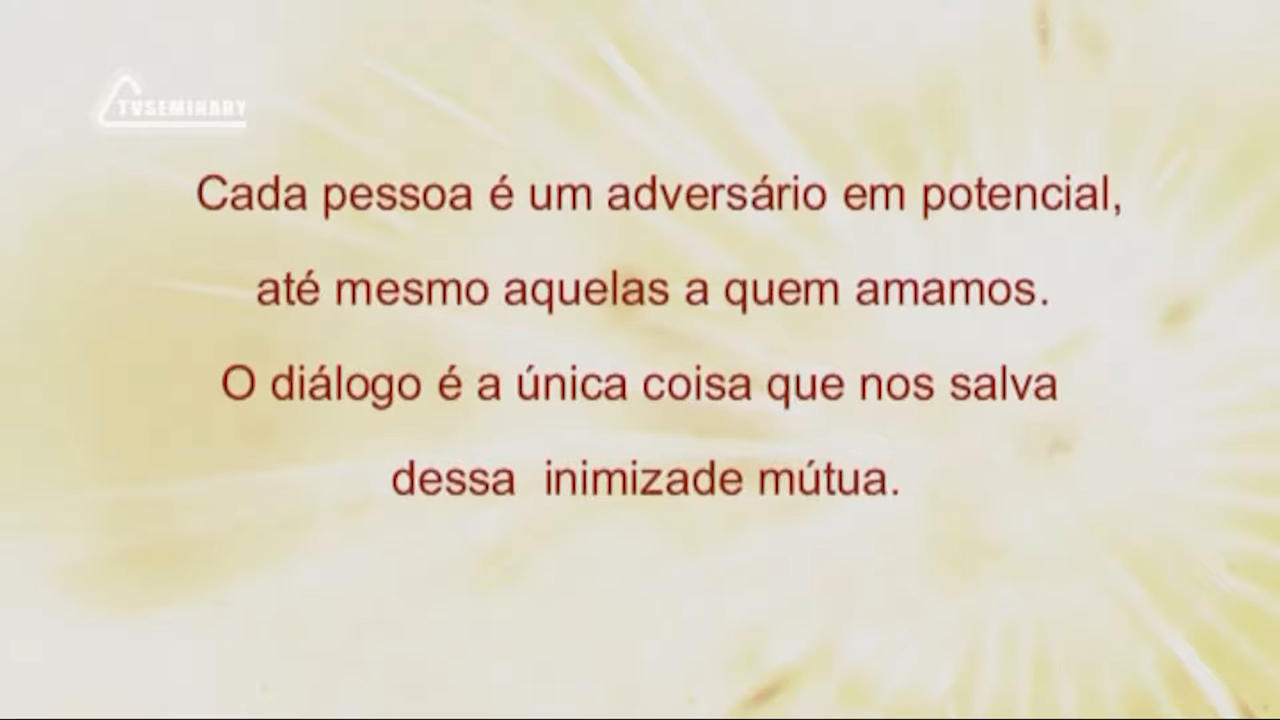 TVSEMINARY
Cada pessoa é um adversário em potencial,
até mesmo aquelas a quem amamos.
O diálogo é a única coisa que nos salva
dessa inimizade mútua.